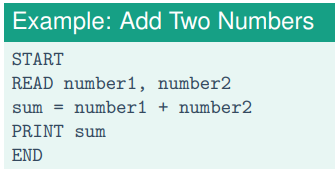 Example: Add Two Numbers
START
READ number1, number2
sum = number1 + number2
PRINT sum
END